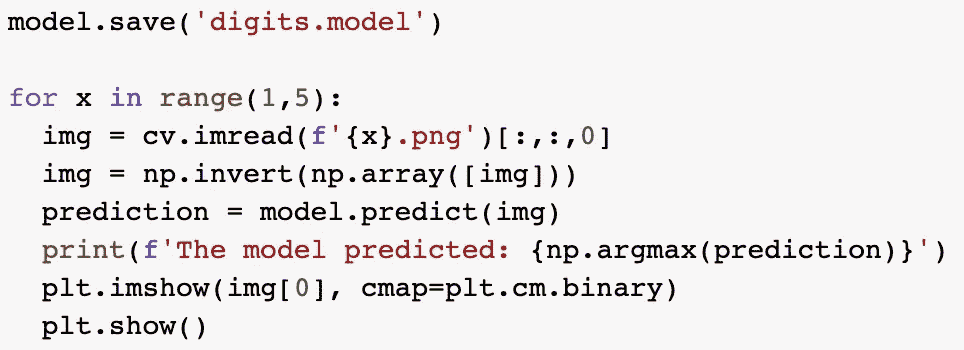 model.save('digits.model')

for x in range(1,5):
  img = cv.imread(f'{x}.png')[:,:,0]
  img = np.invert(np.array([img]))
  prediction = model.predict(img)
  print(f'The model predicted: {np.argmax(prediction)}')
  plt.imshow(img[0], cmap=plt.cm.binary)
  plt.show()